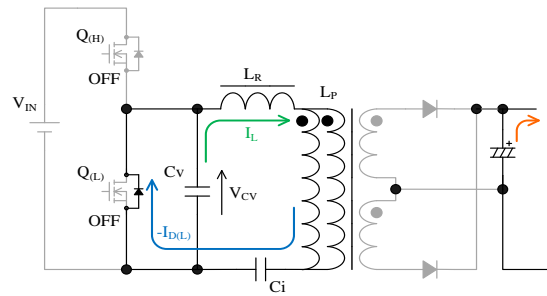 Q(H)
OFF
VIN
LR
LP
IL
Q(L)
OFF
Cv
VCV
-ID(L)
Ci
+